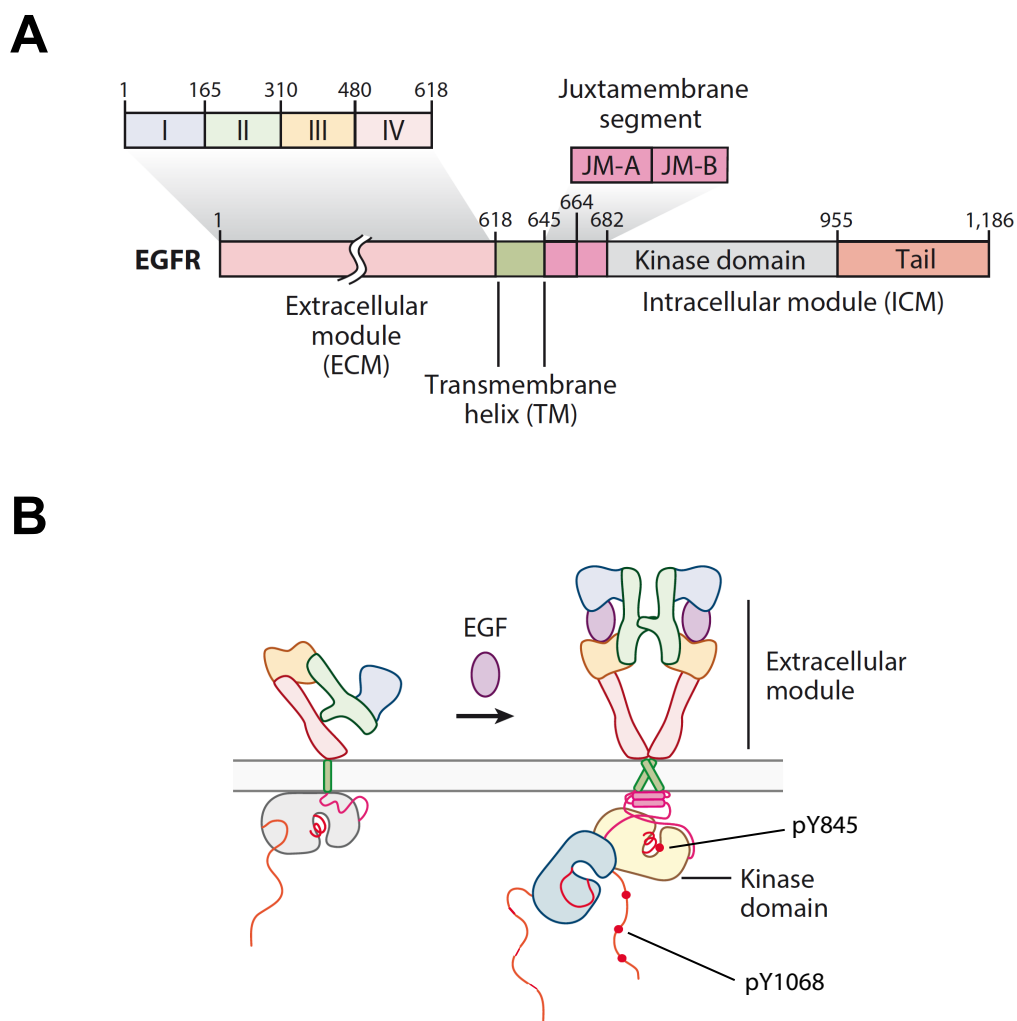 A
1 165 310 480 618
I II III IV
Juxtamembrane
segment
JM-A JM-B
1 618 645 664 682 955 1,186
EGFR
Kinase domain Tail
Extracellular
module
(ECM)
Intracellular module (ICM)
Transmembrane
helix (TM)
B
EGF
Extracellular
module
pY845
Kinase
domain
pY1068